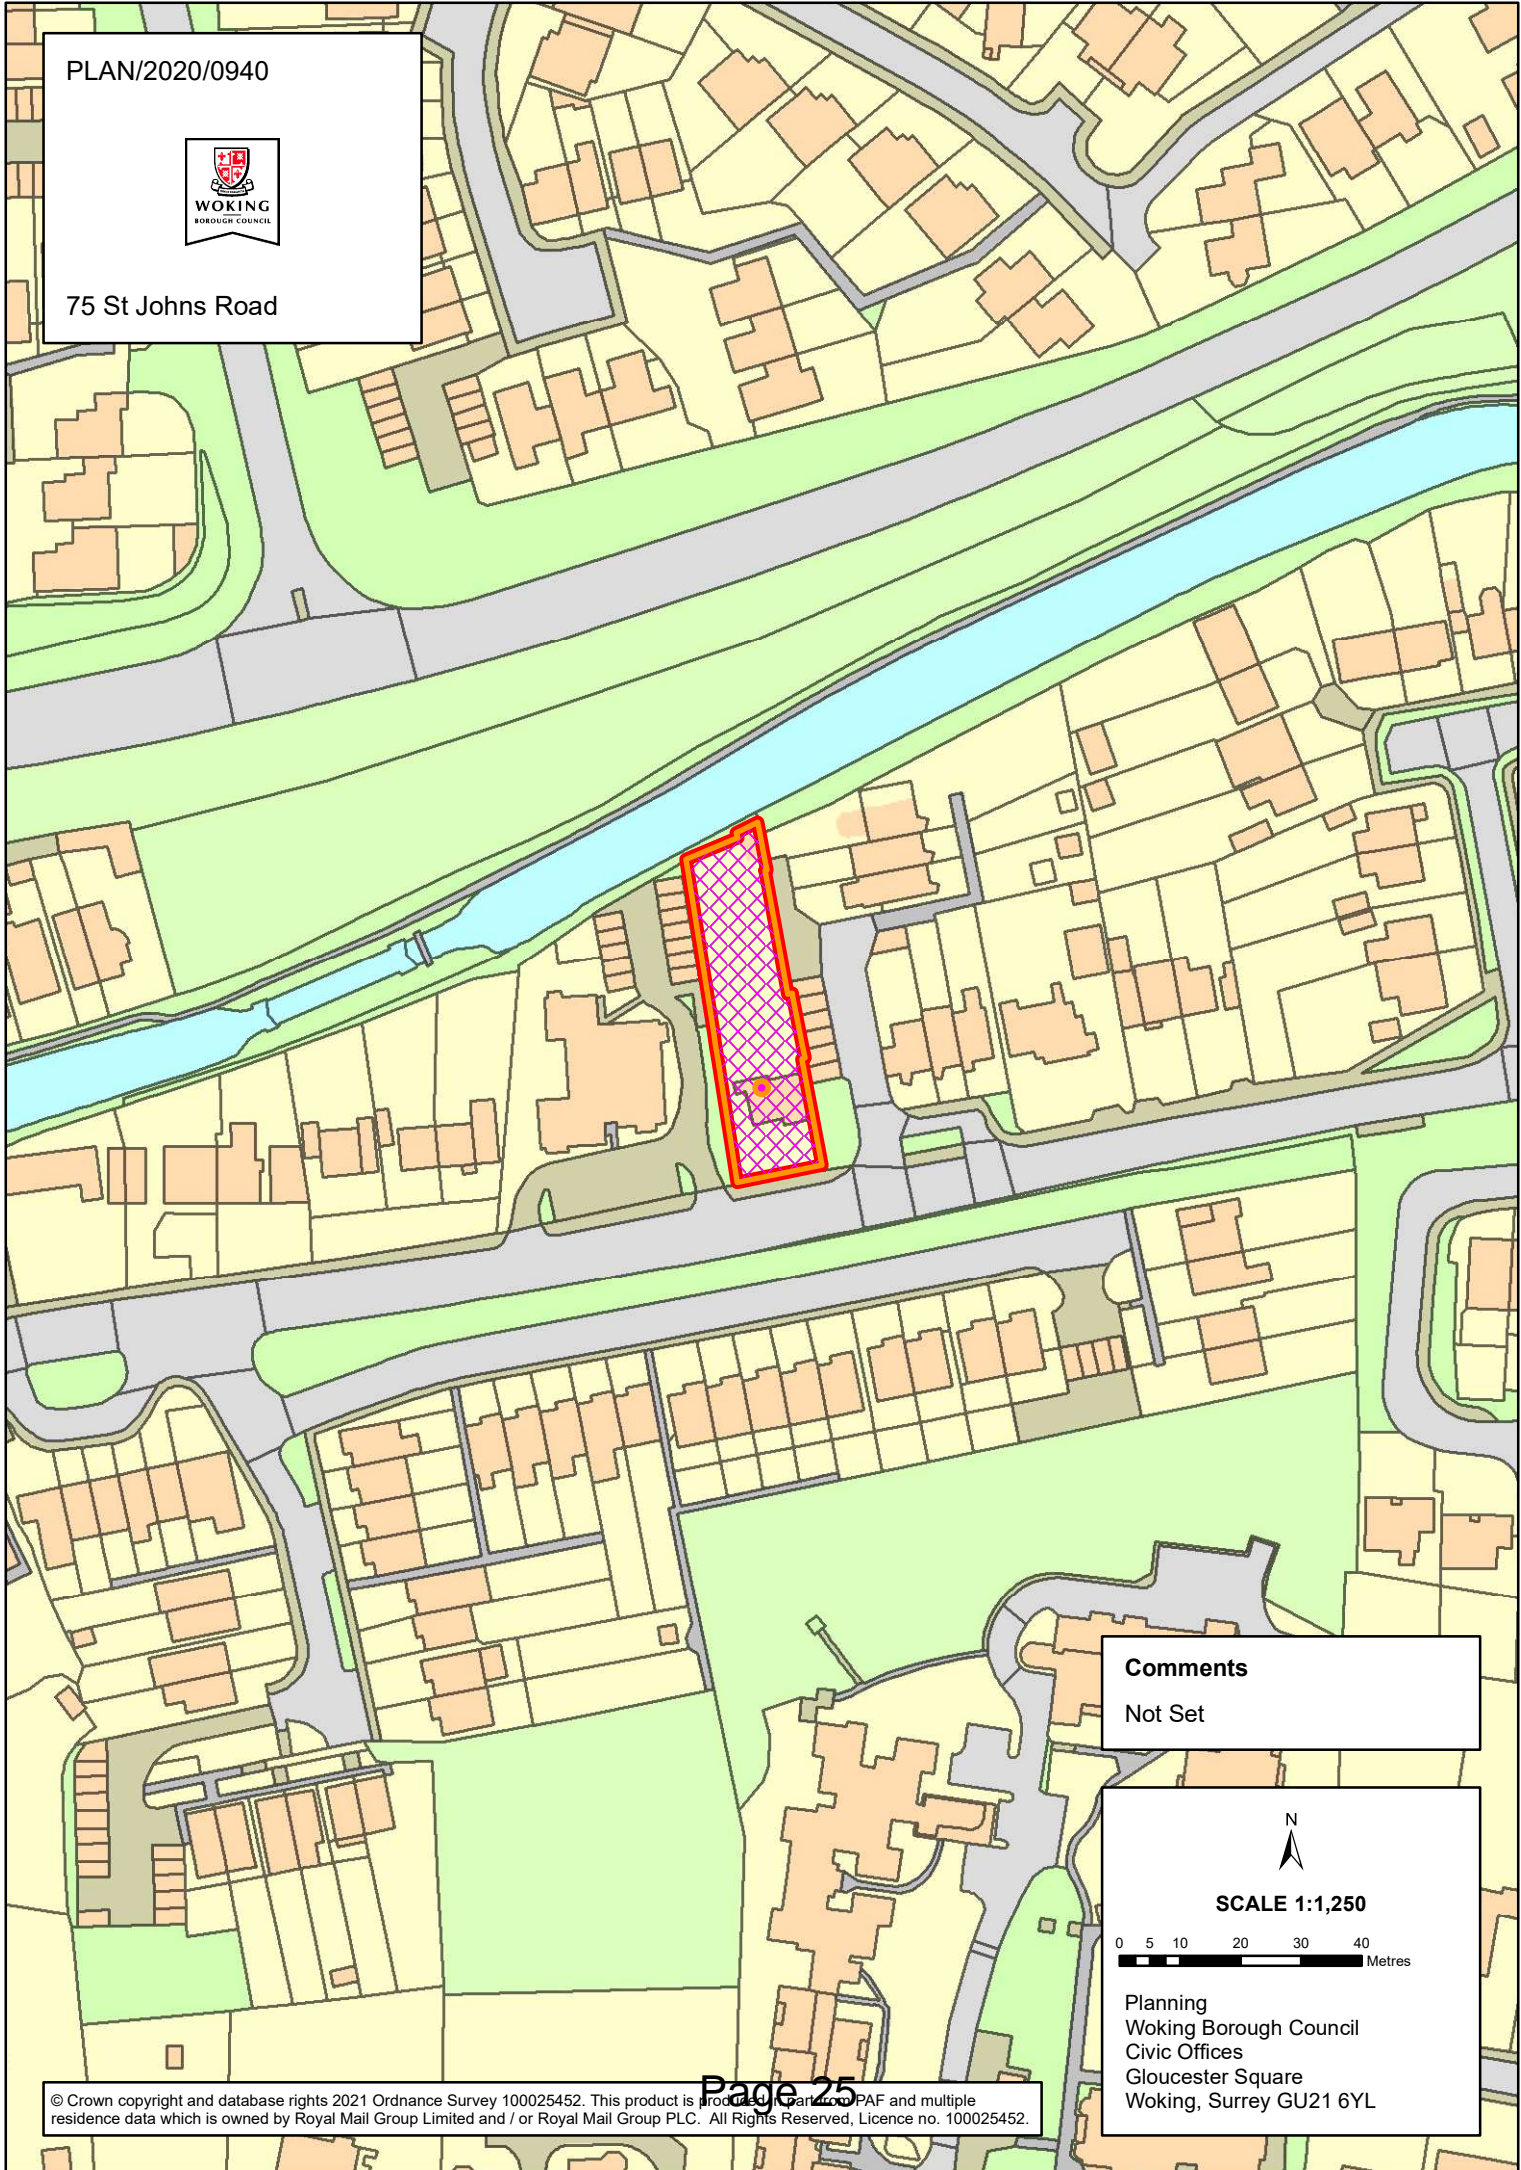 PLAN/2020/0940
WOKING
BOROUGH COUNCIL
75 St Johns Road
Comments
Not Set
N
SCALE 1:1,250
0 5 10 20 30 40
Metres
Planning
Woking Borough Council
Civic Offices
Gloucester Square
Woking, Surrey GU21 6YL
Page 25
© Crown copyright and database rights 2021 Ordnance Survey 100025452. This product is produced in part from PAF and multiple
residence data which is owned by Royal Mail Group Limited and / or Royal Mail Group PLC. All Rights Reserved, Licence no. 100025452.